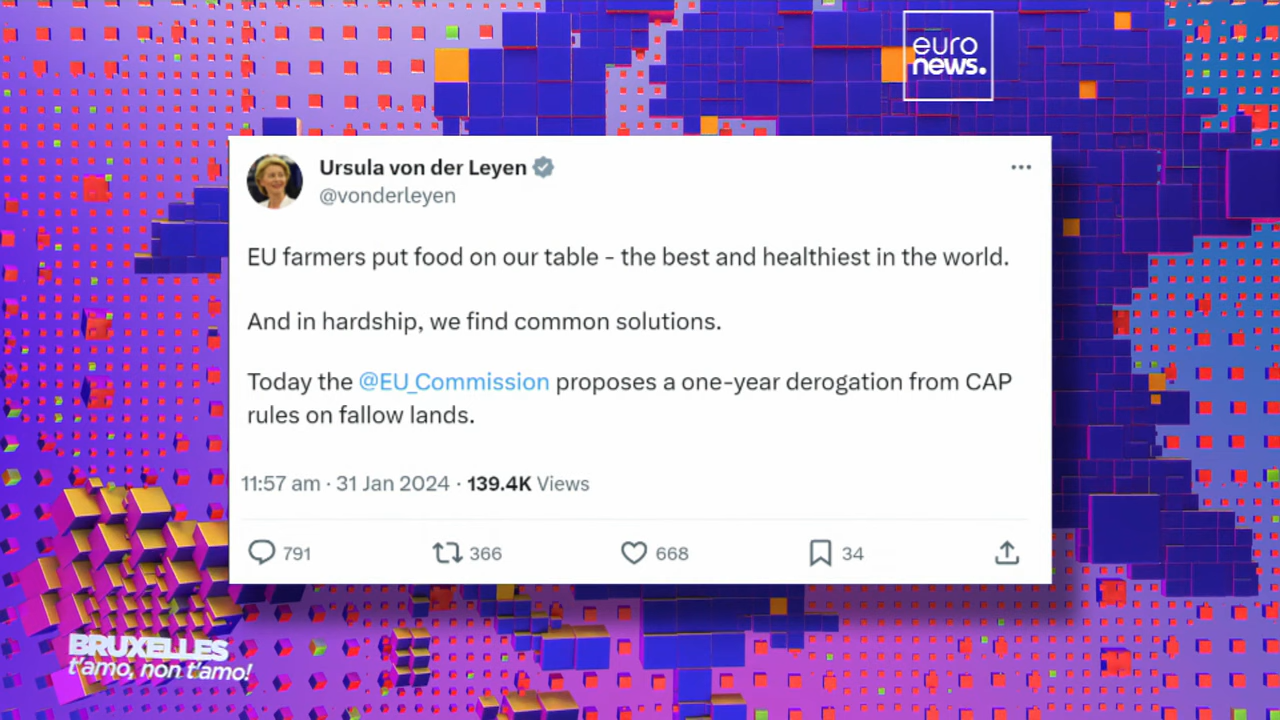 euro
news.
Ursula von der Leyen
@vonderleyen
EU farmers put food on our table - the best and healthiest in the world.
And in hardship, we find common solutions.
Today the @EU_Commission proposes a one-year derogation from CAP
rules on fallow lands.
11:57 am · 31 Jan 2024 · 139.4K Views
791 366 668 34
BRUXELLES
t'amo, non t'amo!